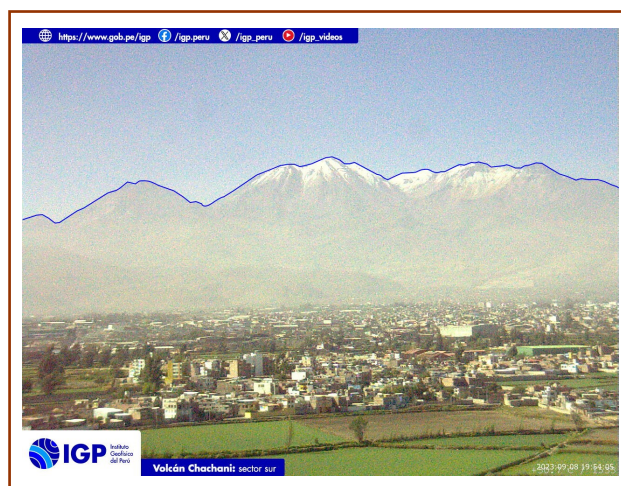 https://www.gob.pe/igp /igp.peru /igp_peru /igp_videos
IGP
Instituto
Geofísico
del Perú
Volcán Chachani: sector sur
2023:09:08 19:54:05